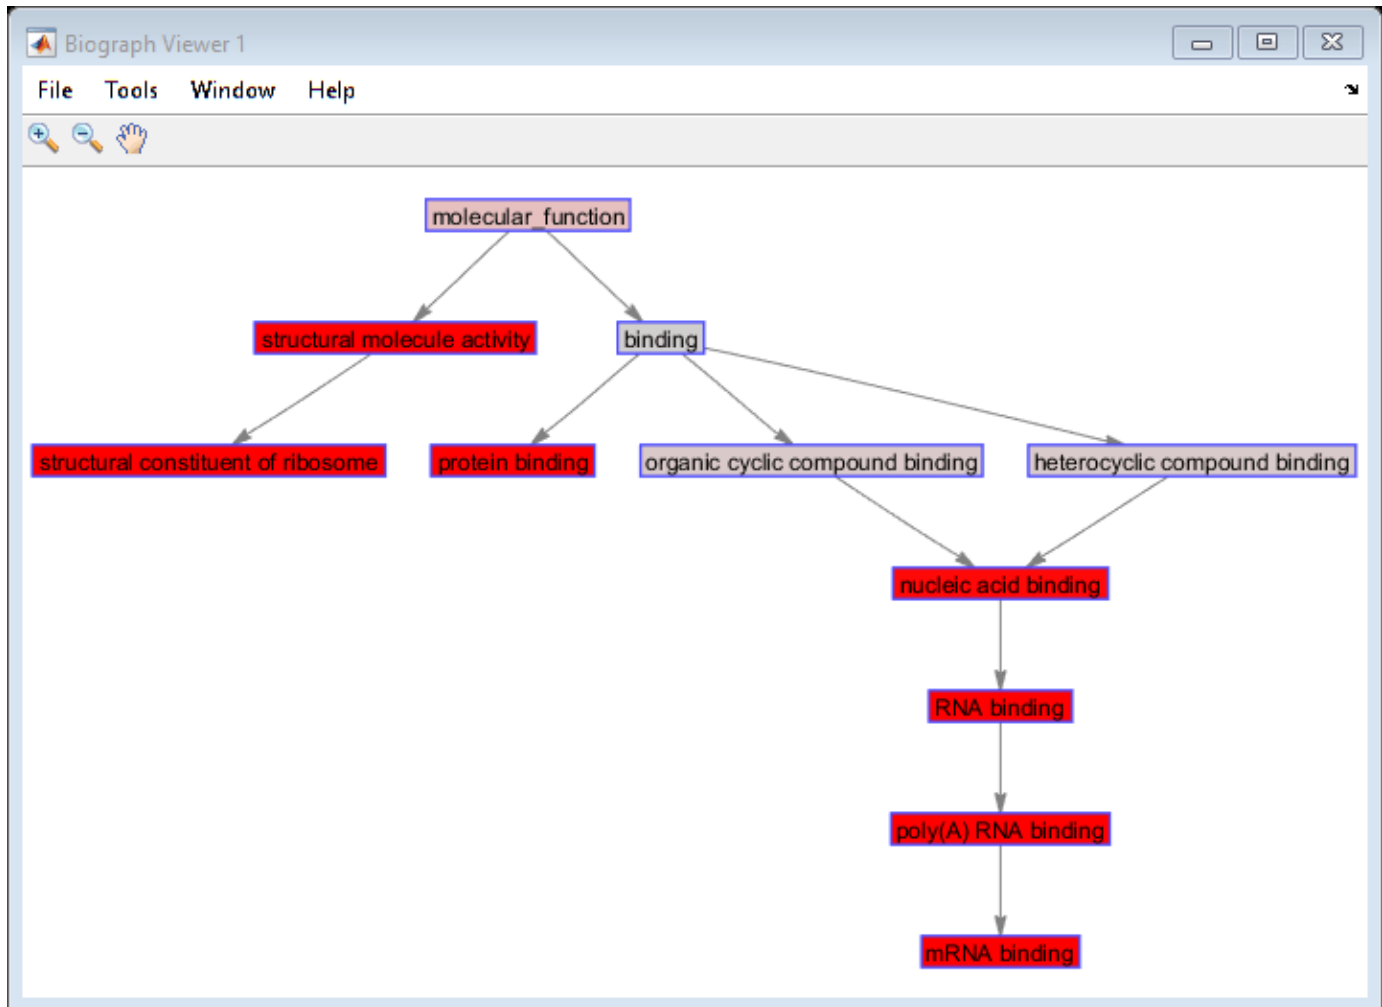 Biograph Viewer 1
File Tools Window Help
molecular_function
structural molecule activity binding
structural constituent of ribosome protein binding organic cyclic compound binding heterocyclic compound binding
nucleic acid binding
RNA binding
poly(A) RNA binding
mRNA binding